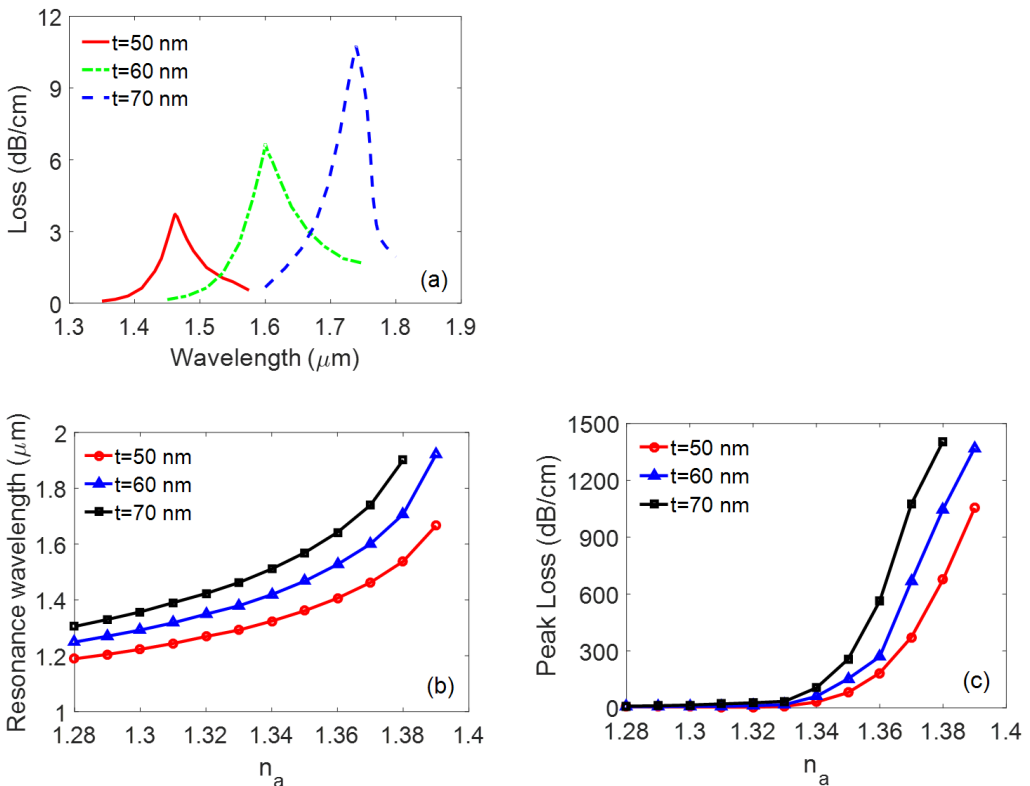 12
9
6
3
0
Loss (dB/cm)
t=50 nm
t=60 nm
t=70 nm
(a)
1.3 1.4 1.5 1.6 1.7 1.8 1.9
Wavelength (μm)
2
1.8
1.6
1.4
1.2
1
Resonance wavelength (μm)
t=50 nm
t=60 nm
t=70 nm
(b)
1.28 1.3 1.32 1.34 1.36 1.38 1.4
n_a
1500
1200
900
600
300
0
Peak Loss (dB/cm)
t=50 nm
t=60 nm
t=70 nm
(c)
1.28 1.3 1.32 1.34 1.36 1.38 1.4
n_a